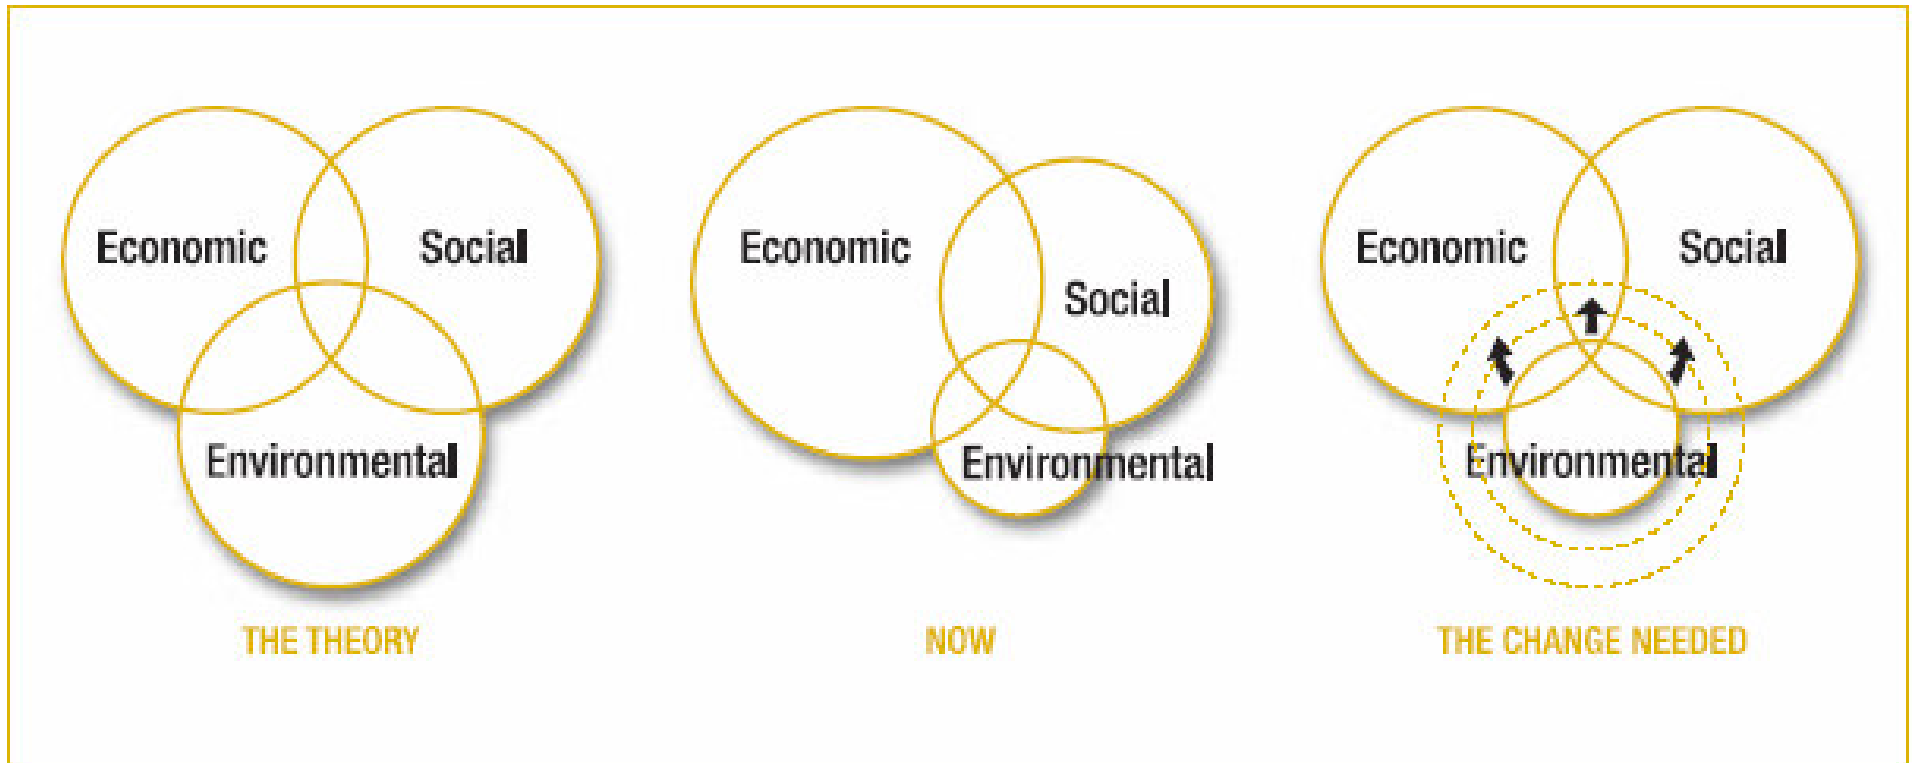 Economic
Social
Environmental
THE THEORY
Economic
Social
Environmental
NOW
Economic
Social
Environmental
THE CHANGE NEEDED